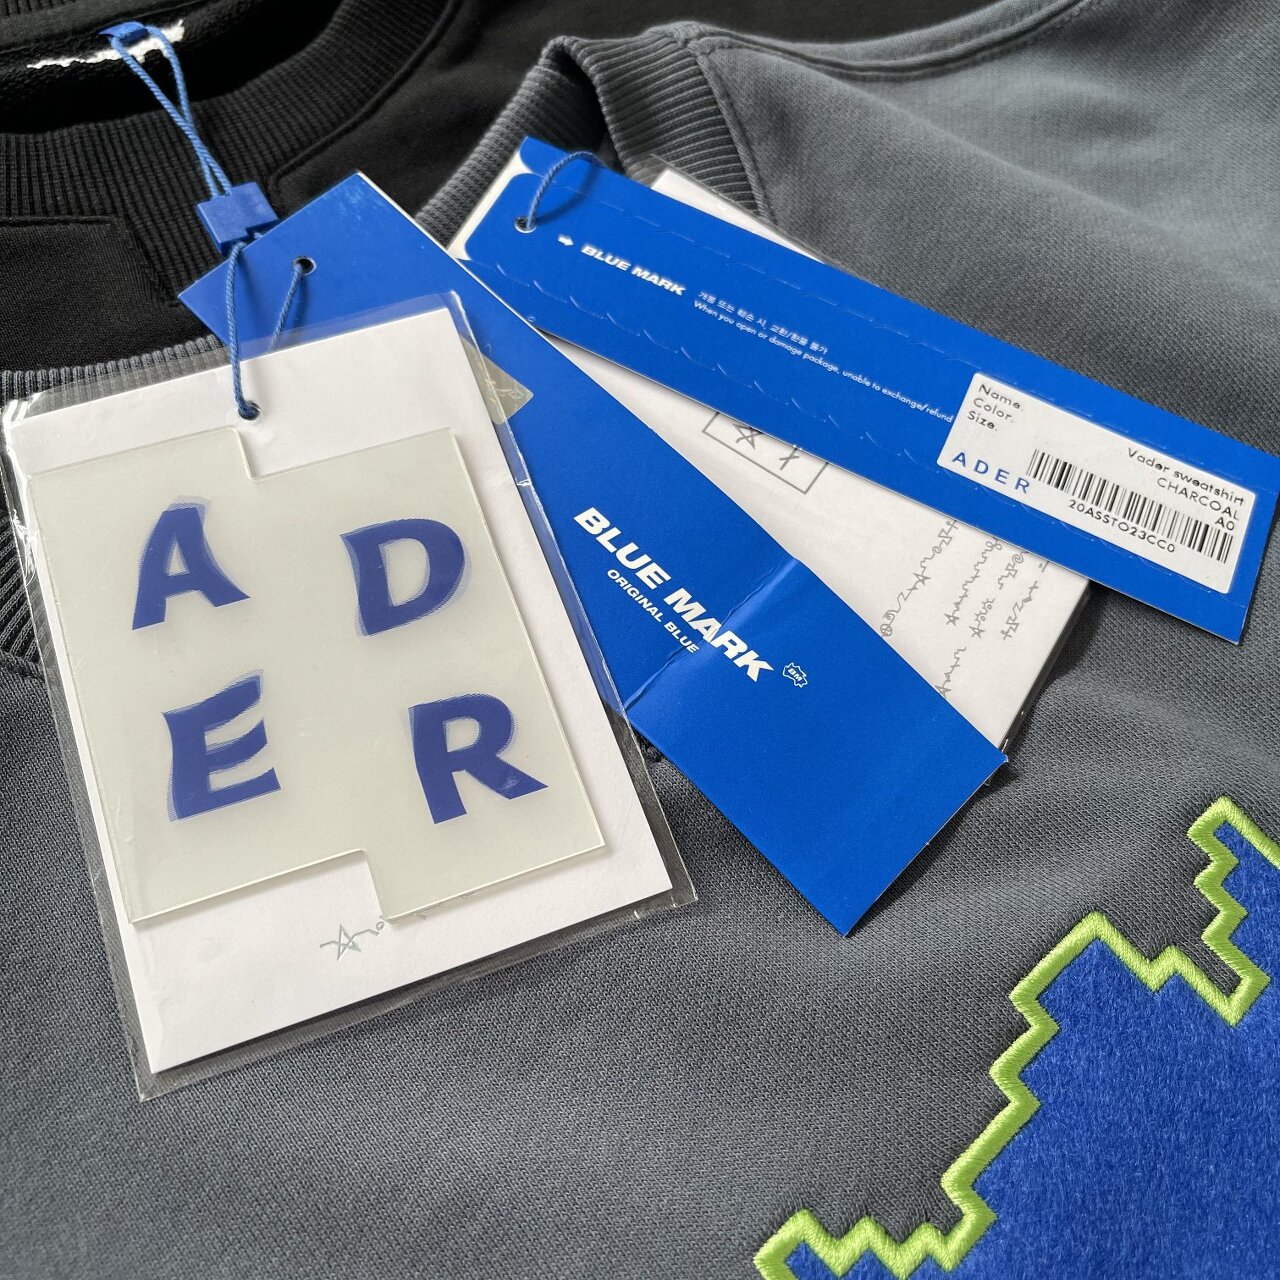 BLUE MARK
개봉 또는 훼손 시, 교환/환불 불가
When you open or damage package, unable to exchange/refund
Name.
Color.
Size.
Vader sweatshirt
CHARCOAL
A0
ADER
20ASSTO23CC0
BLUE MARK
ORIGINAL BLUE
BM
A D
E R